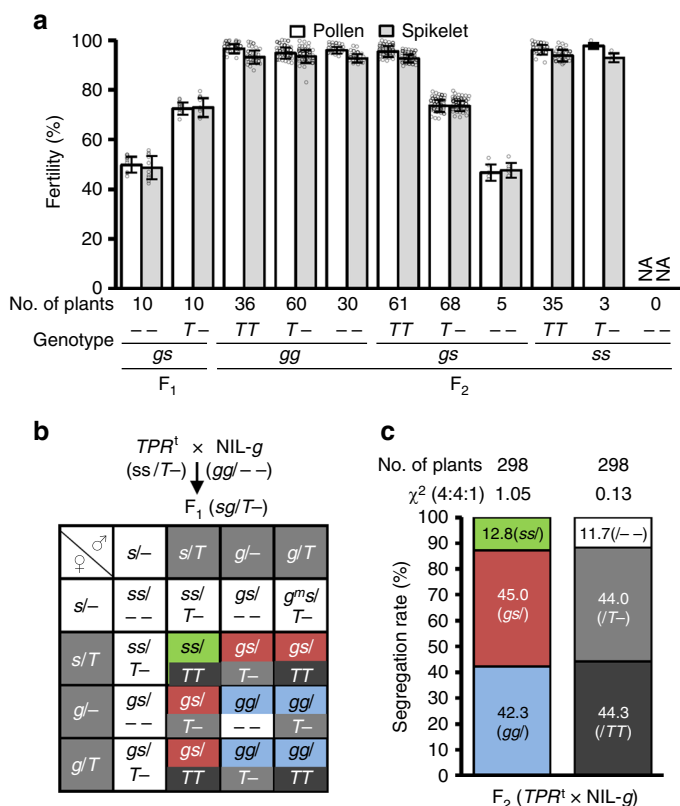 a
Pollen Spikelet
Fertility (%)
100
80
60
40
20
0
NA NA
No. of plants 10 10 36 60 30 61 68 5 35 3 0
Genotype – – T – TT T – – – TT T – – – TT T – – –
gs gg gs ss
F1 F2
b
TPRt × NIL-g
(ss/T–) (gg/– –)
F1 (sg/T–)
♀ ♂ s/– s/T g/– g/T
s/– ss/ – – ss/ T– gs/ – – gms/ T–
s/T ss/ T– ss/ TT gs/ T– gs/ TT
g/– gs/ – – gs/ T– gg/ – – gg/ T–
g/T gs/ T– gs/ TT gg/ T– gg/ TT
c
No. of plants 298 298
χ2 (4:4:1) 1.05 0.13
Segregation rate (%)
100
90
80
70
60
50
40
30
20
10
0
12.8(ss/) 11.7(/– –)
45.0 (gs/) 44.0 (/T–)
42.3 (gg/) 44.3 (/TT)
F2 (TPRt × NIL-g)